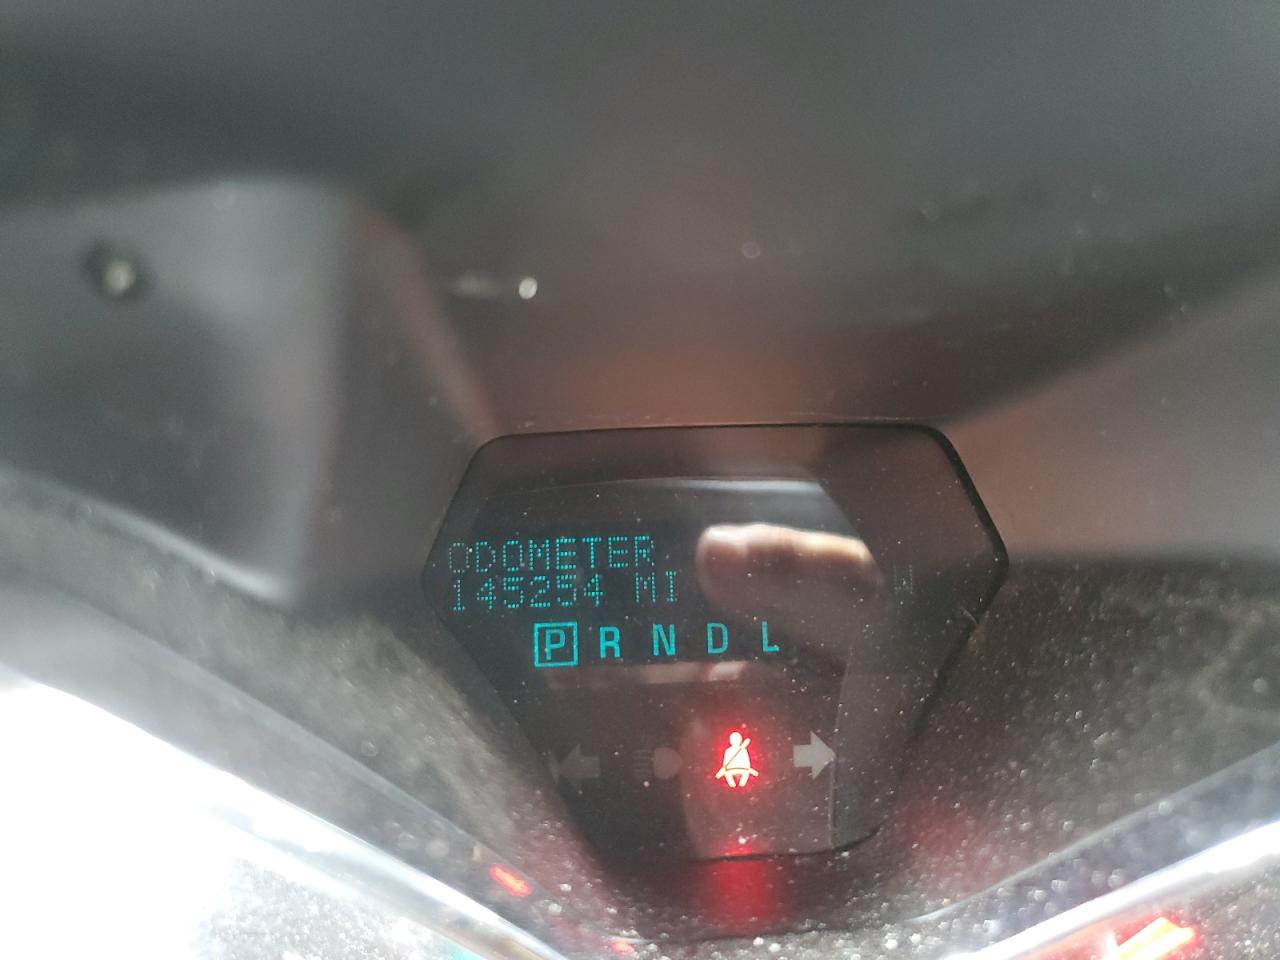 ODOMETER
145254 MI
P R N D L